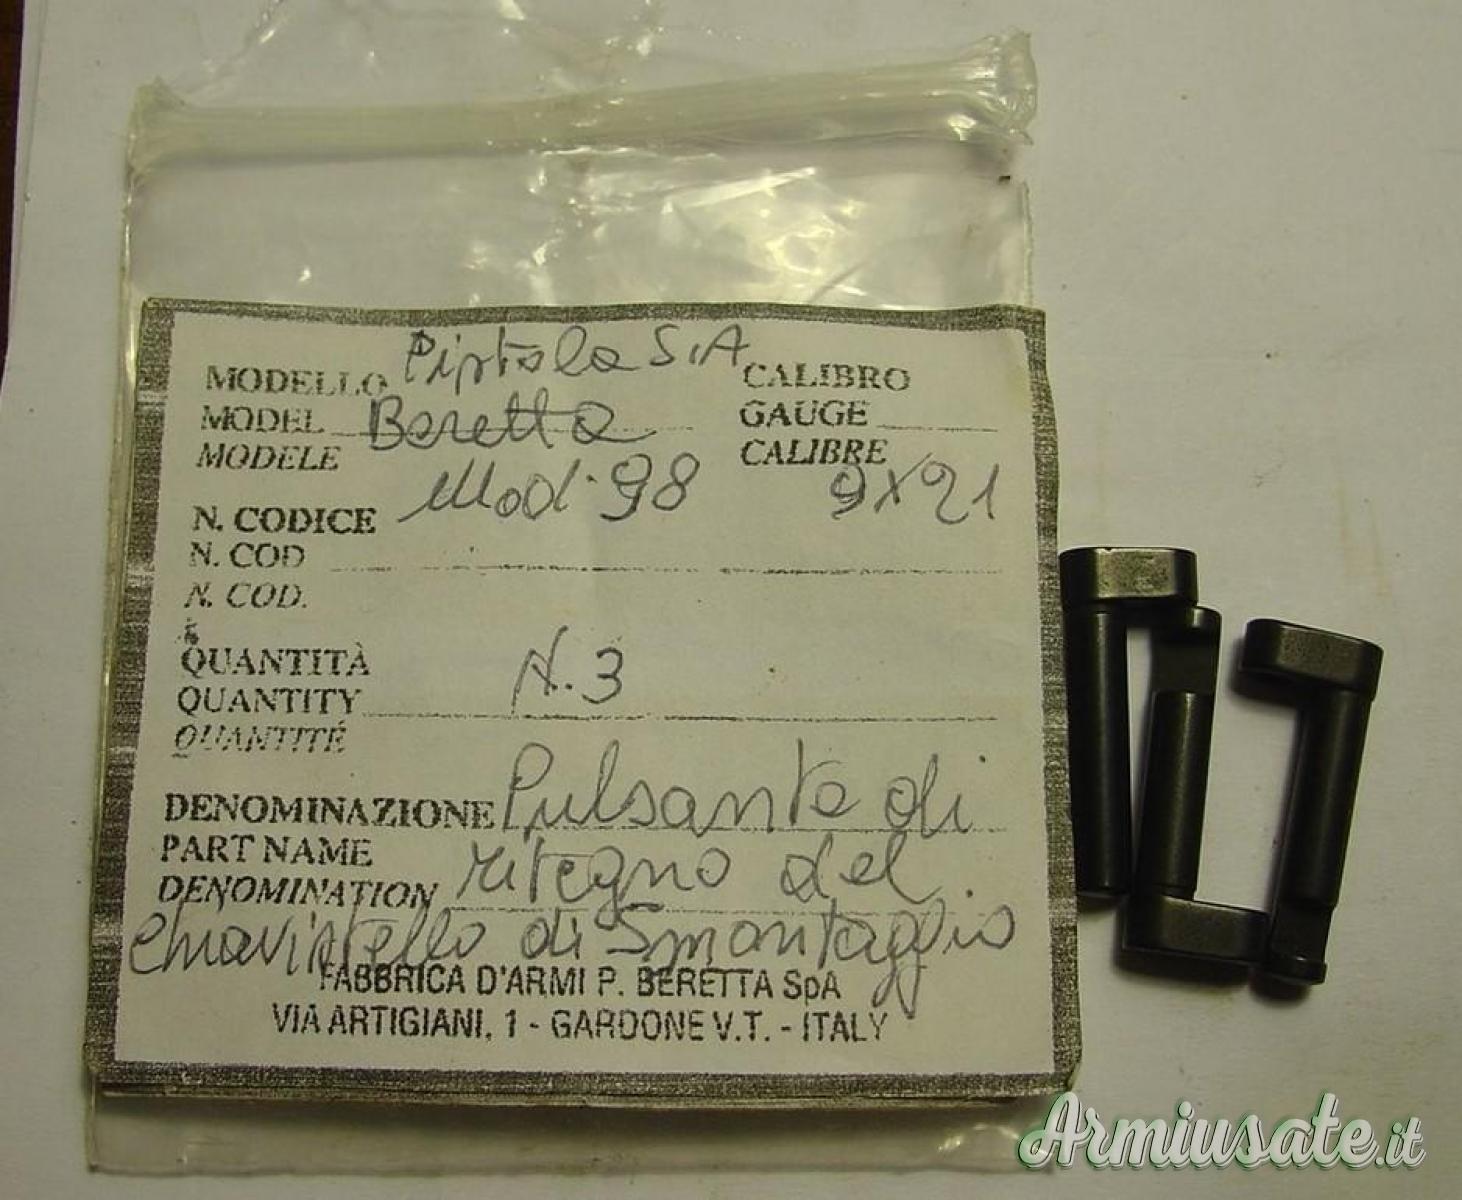 Pistola S.A
MODELLO
CALIBRO
MODEL Beretta
GAUGE
MODELE
CALIBRE
Mod. 98
9x21
N. CODICE
N. COD
N. COD.
QUANTITÀ
N. 3
QUANTITY
QUANTITÉ
DENOMINAZIONE Pulsante di
PART NAME
ritegno del
DENOMINATION
chiavistello di smontaggio
FABBRICA D'ARMI P. BERETTA SpA
VIA ARTIGIANI, 1 - GARDONE V.T. - ITALY
Armiusate.it